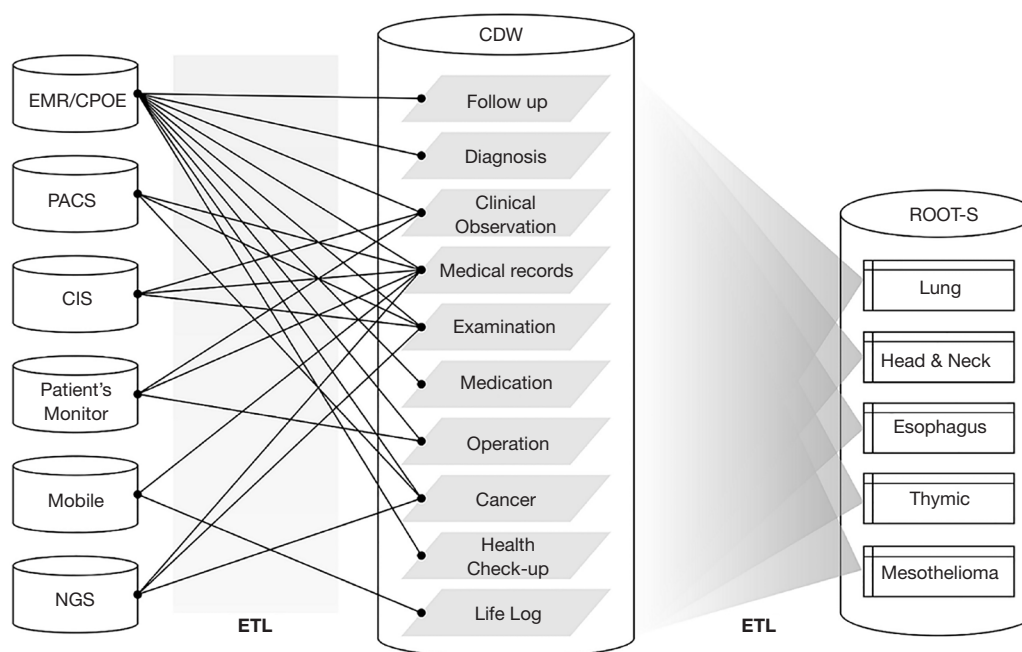 EMR/CPOE
PACS
CIS
Patient’s
Monitor
Mobile
NGS
ETL
CDW
Follow up
Diagnosis
Clinical
Observation
Medical records
Examination
Medication
Operation
Cancer
Health
Check-up
Life Log
ETL
ROOT-S
Lung
Head & Neck
Esophagus
Thymic
Mesothelioma